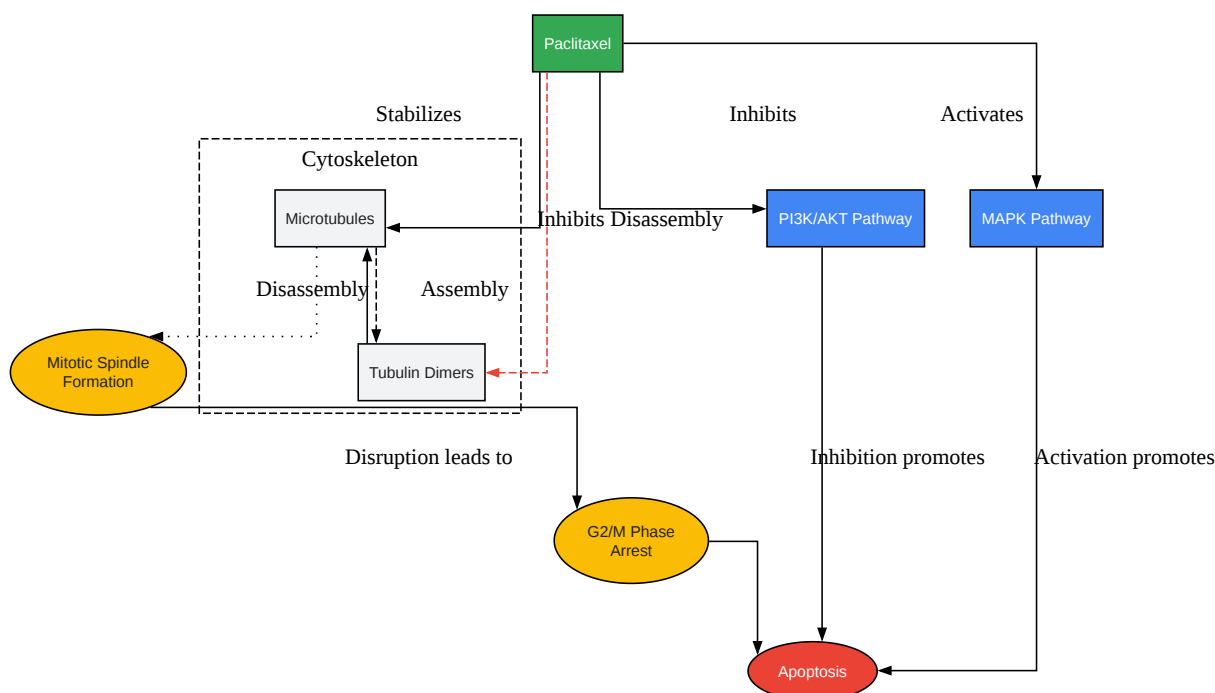 Paclitaxel
Stabilizes
Inhibits
Activates
Cytoskeleton
Microtubules
Inhibits Disassembly
PI3K/AKT Pathway
MAPK Pathway
Disassembly
Assembly
Mitotic Spindle
Formation
Tubulin Dimers
Disruption leads to
Inhibition promotes
Activation promotes
G2/M Phase
Arrest
Apoptosis